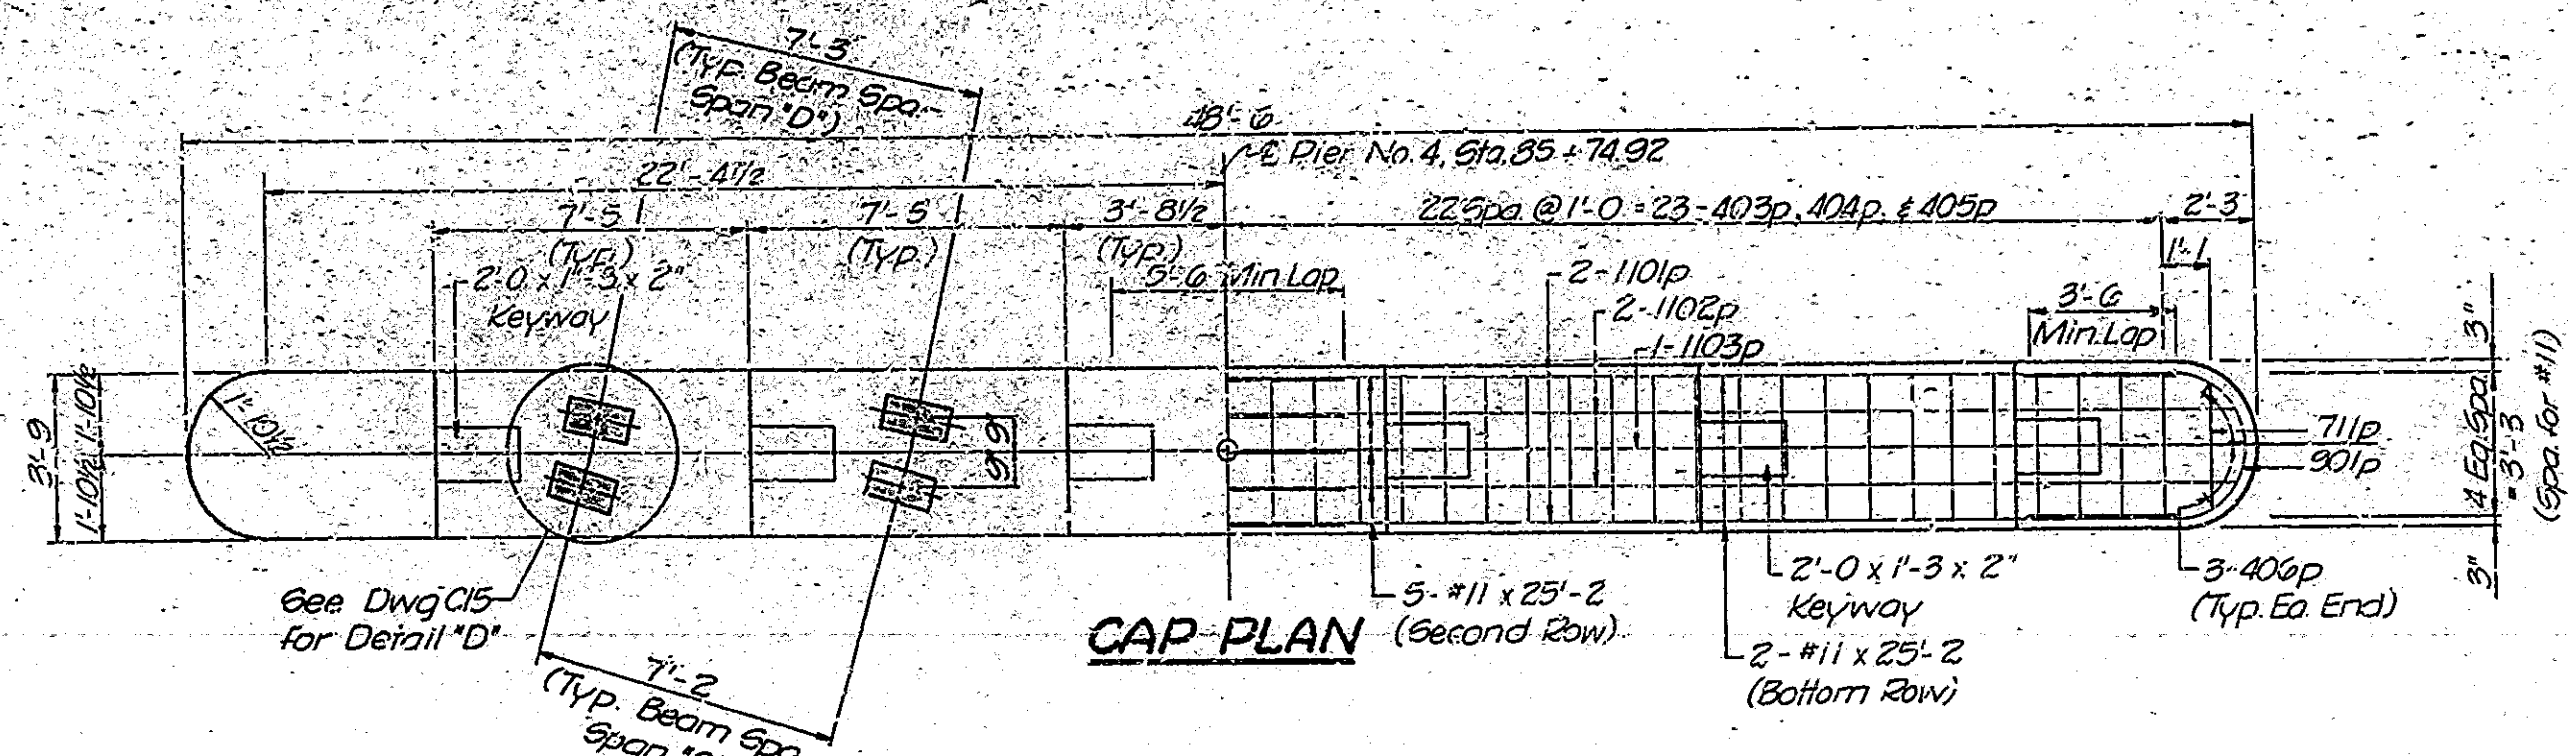 7'-3
(Typ. Beam Spa.-
Span "D")
48'-6
℄ Pier No. 4, Sta. 85 + 74.92
22'-4½
7'-5
(Typ.)
7'-5
(Typ.)
3'-8½
(Typ.)
22 Spa. @ 1'-0 = 23-403p, 404p. & 405p
2'-3
1'-1
2'-0 x 1'-3 x 2"
Keyway
5'-6 Min Lap
2-1101p
2-1102p
1-1103p
3'-6
Min. Lap
3"
3'-9
1'-10½
1'-10½
1'-10½
9"
9"
711p
901p
4 Eq. Spa.
= 3'-3
(Spa. for #11)
3"
See Dwg C15
for Detail "D"
CAP PLAN
5-#11 x 25'-2
(Second Row)
2'-0 x 1'-3 x 2"
Keyway
2-#11 x 25'-2
(Bottom Row)
3-406p
(Typ. Ea. End)
7'-2
(Typ. Beam Spa.
Span